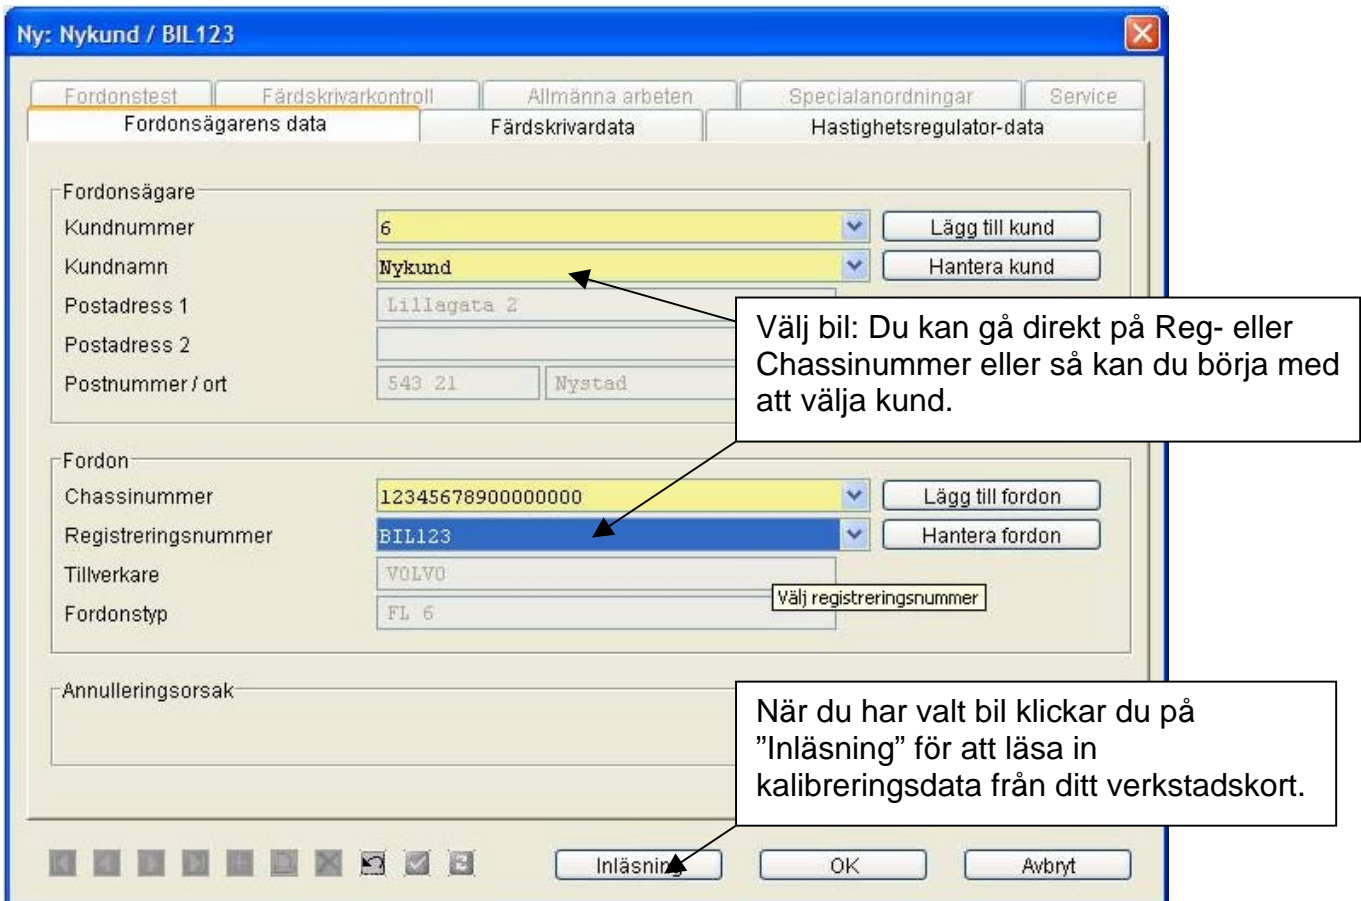 Ny: Nykund / BIL123
Fordonstest Färdskrivarkontroll Allmänna arbeten Specialanordningar Service
Fordonsägarens data Färdskrivardata Hastighetsregulator-data
Fordonsägare
Kundnummer 6 Lägg till kund
Kundnamn Nykund Hantera kund
Postadress 1 Lillagata 2
Postadress 2
Postnummer / ort 543 21 Nystad
Välj bil: Du kan gå direkt på Reg- eller
Chassinummer eller så kan du börja med
att välja kund.
Fordon
Chassinummer 12345678900000000 Lägg till fordon
Registreringsnummer BIL123 Hantera fordon
Tillverkare VOLVO
Välj registreringsnummer
Fordonstyp FL 6
Annulleringsorsak
När du har valt bil klickar du på
”Inläsning” för att läsa in
kalibreringsdata från ditt verkstadskort.
Inläsning OK Avbryt